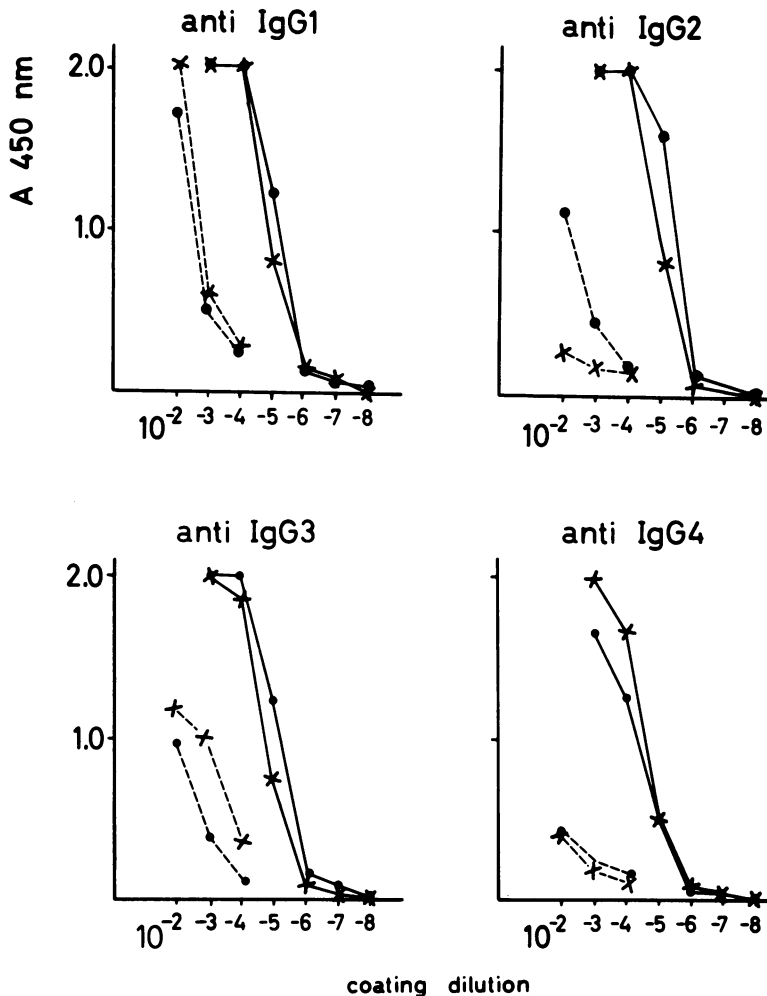 anti IgG1
anti IgG2
A 450 nm
2.0
1.0
10-2 -3 -4 -5 -6 -7 -8
10-2 -3 -4 -5 -6 -7 -8
anti IgG3
anti IgG4
2.0
1.0
10-2 -3 -4 -5 -6 -7 -8
10-2 -3 -4 -5 -6 -7 -8
coating dilution